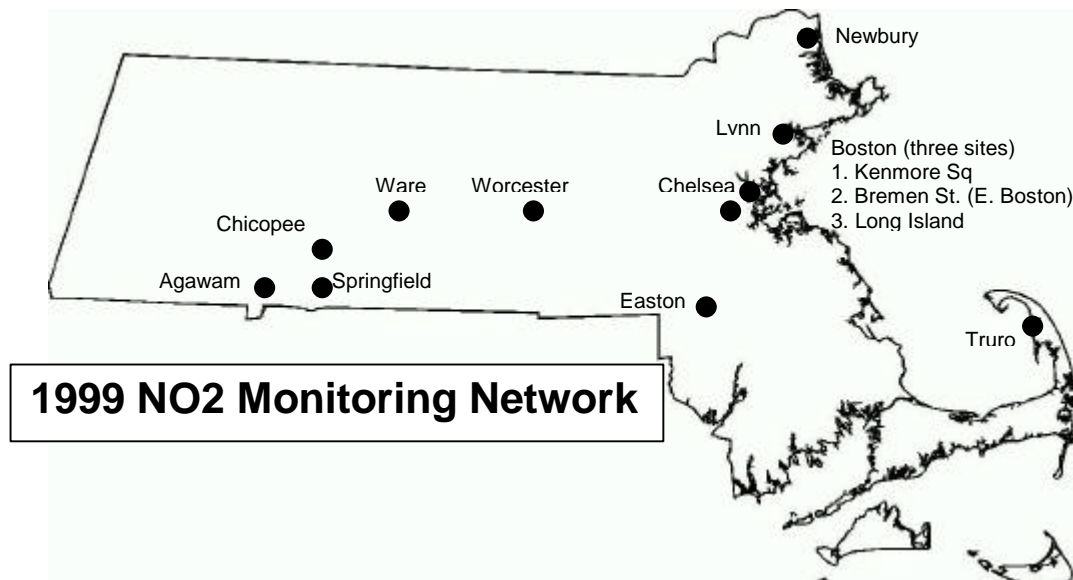 Newbury
Lynn
Boston (three sites)
1. Kenmore Sq
2. Bremen St. (E. Boston)
3. Long Island
Ware
Worcester
Chelsea
Chicopee
Agawam
Springfield
Easton
Truro
1999 NO2 Monitoring Network